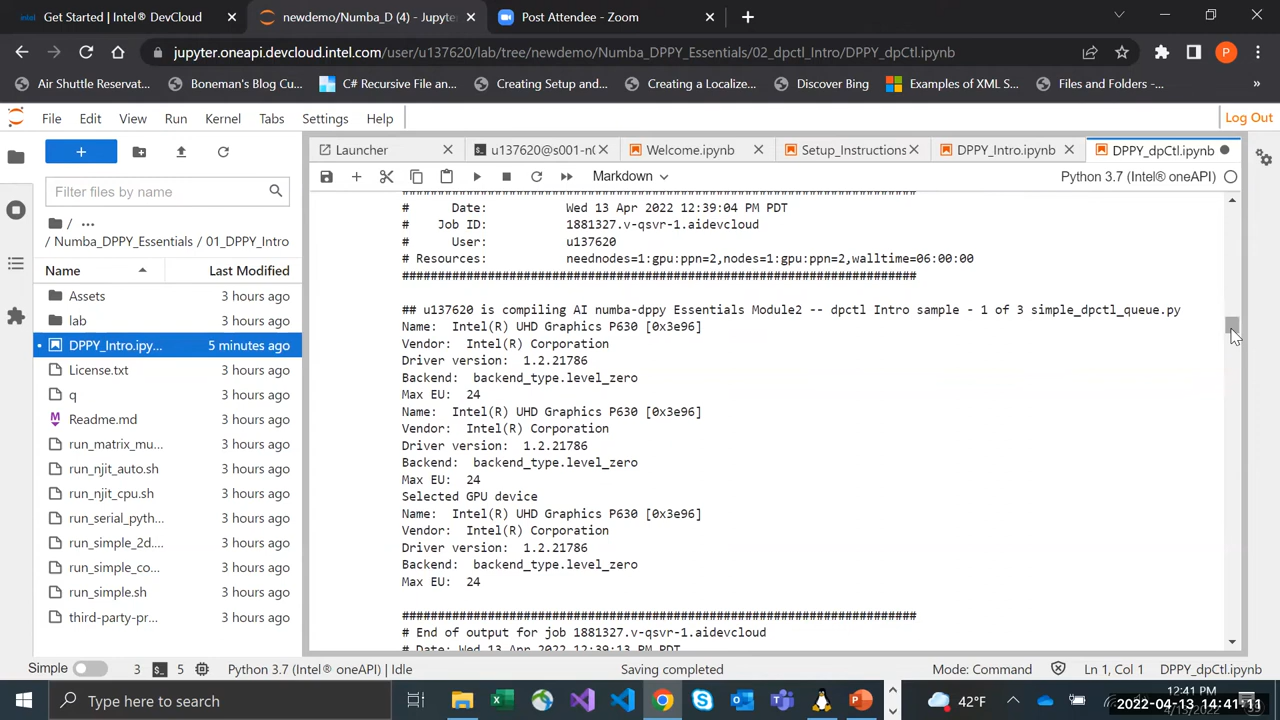 Get Started | Intel® DevCloud
newdemo/Numba_D (4) - Jupyter
Post Attendee - Zoom
jupyter.oneapi.devcloud.intel.com/user/u137620/lab/tree/newdemo/Numba_DPPY_Essentials/02_dpctl_Intro/DPPY_dpCtl.ipynb
P
Air Shuttle Reservat...
Boneman's Blog Cu...
C# Recursive File a...
Creating Setup and...
Creating a Localize...
Discover Bing
Examples of XML S...
Files and Folders -...
»
File Edit View Run Kernel Tabs Settings Help
Log Out
Launcher
u137620@s001-n0
Welcome.ipynb
Setup_Instructions
DPPY_Intro.ipynb
DPPY_dpCtl.ipynb
Markdown
Python 3.7 (Intel® oneAPI)
Filter files by name
/ ...
/ Numba_DPPY_Essentials / 01_DPPY_Intro
Name Last Modified
Assets 3 hours ago
lab 3 hours ago
DPPY_Intro.ipy... 5 minutes ago
License.txt 3 hours ago
q 3 hours ago
Readme.md 3 hours ago
run_matrix_mu... 3 hours ago
run_njit_auto.sh 3 hours ago
run_njit_cpu.sh 3 hours ago
run_serial_pyth... 3 hours ago
run_simple_2d.... 3 hours ago
run_simple_co... 3 hours ago
run_simple.sh 3 hours ago
third-party-pr... 3 hours ago
########################################################################
# Date: Wed 13 Apr 2022 12:39:04 PM PDT
# Job ID: 1881327.v-qsvr-1.aidevcloud
# User: u137620
# Resources: neednodes=1:gpu:ppn=2,nodes=1:gpu:ppn=2,walltime=06:00:00
########################################################################
## u137620 is compiling AI numba-dppy Essentials Module2 -- dpctl Intro sample - 1 of 3 simple_dpctl_queue.py
Name: Intel(R) UHD Graphics P630 [0x3e96]
Vendor: Intel(R) Corporation
Driver version: 1.2.21786
Backend: backend_type.level_zero
Max EU: 24
Name: Intel(R) UHD Graphics P630 [0x3e96]
Vendor: Intel(R) Corporation
Driver version: 1.2.21786
Backend: backend_type.level_zero
Max EU: 24
Selected GPU device
Name: Intel(R) UHD Graphics P630 [0x3e96]
Vendor: Intel(R) Corporation
Driver version: 1.2.21786
Backend: backend_type.level_zero
Max EU: 24
########################################################################
# End of output for job 1881327.v-qsvr-1.aidevcloud
# Date: Wed 13 Apr 2022 12:39:13 PM PDT
Simple 3 5 Python 3.7 (Intel® oneAPI) | Idle Saving completed Mode: Command Ln 1, Col 1 DPPY_dpCtl.ipynb
Type here to search
42°F
12:41 PM
2022-04-13 14:41:11